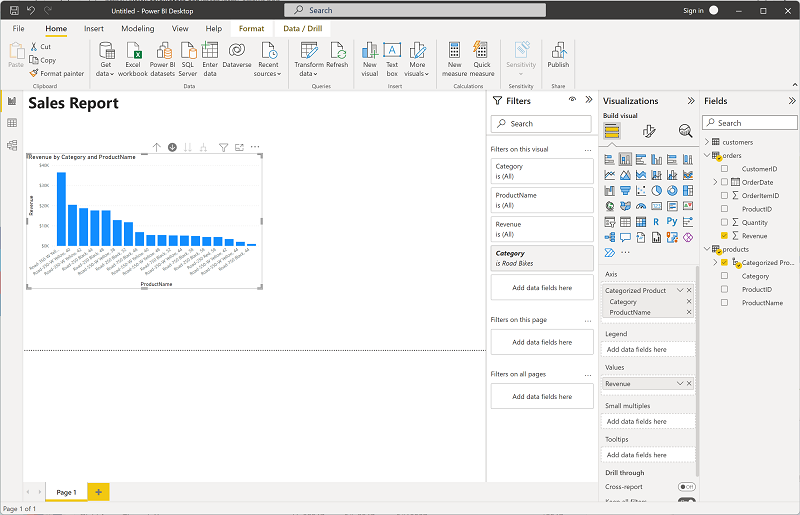 Untitled - Power BI Desktop
Search
Sign in
File
Home
Insert
Modeling
View
Help
Format
Data / Drill
Paste
Cut
Copy
Format painter
Clipboard
Get data
Excel workbook
Power BI datasets
SQL Server
Enter data
Dataverse
Recent sources
Data
Transform data
Refresh
Queries
New visual
Text box
More visuals
Insert
New measure
Quick measure
Calculations
Sensitivity
Sensitivity
Publish
Share
Sales Report
Revenue by Category and ProductName
$40K
$30K
$20K
$10K
$0K
Revenue
ProductName
Filters
Search
Filters on this visual
Category
is (All)
ProductName
is (All)
Revenue
is (All)
Category
is Road Bikes
Add data fields here
Filters on this page
Add data fields here
Filters on all pages
Add data fields here
Visualizations
Build visual
R
Py
Axis
Categorized Product
Category
ProductName
Legend
Add data fields here
Values
Revenue
Small multiples
Add data fields here
Tooltips
Add data fields here
Drill through
Cross-report
Off
Keep all filters
Fields
Search
customers
orders
CustomerID
OrderDate
OrderItemID
ProductID
Quantity
Revenue
products
Categorized Pro...
Category
ProductID
ProductName
Page 1
Page 1 of 1